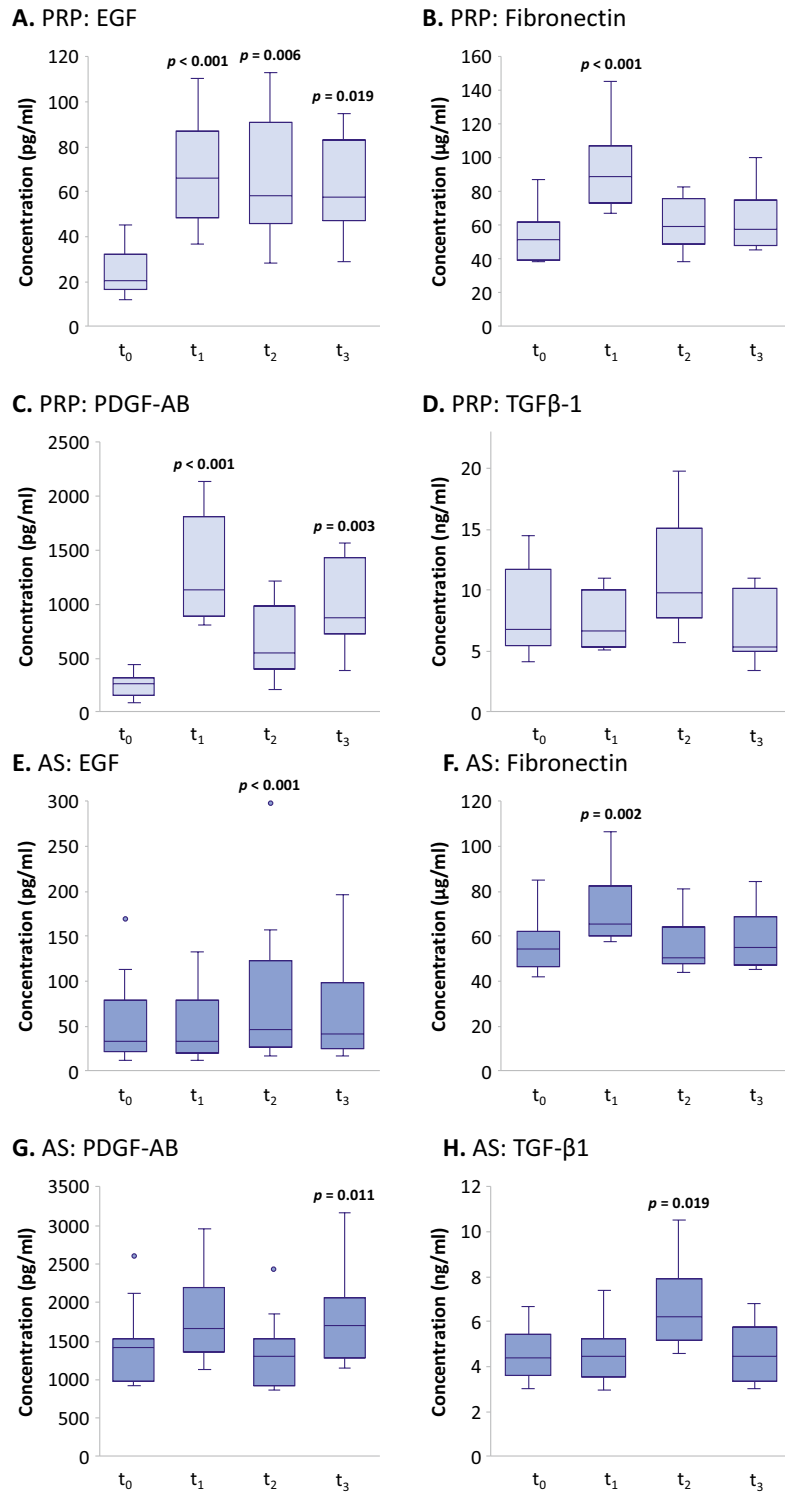 A. PRP: EGF
Concentration (pg/ml)
120
100
80
60
40
20
0
p < 0.001
p = 0.006
p = 0.019
t0
t1
t2
t3
B. PRP: Fibronectin
Concentration (µg/ml)
160
140
120
100
80
60
40
20
0
p < 0.001
t0
t1
t2
t3
C. PRP: PDGF-AB
Concentration (pg/ml)
2500
2000
1500
1000
500
0
p < 0.001
p = 0.003
t0
t1
t2
t3
D. PRP: TGFβ-1
Concentration (ng/ml)
20
15
10
5
0
t0
t1
t2
t3
E. AS: EGF
Concentration (pg/ml)
300
250
200
150
100
50
0
p < 0.001
t0
t1
t2
t3
F. AS: Fibronectin
Concentration (µg/ml)
120
100
80
60
40
20
0
p = 0.002
t0
t1
t2
t3
G. AS: PDGF-AB
Concentration (pg/ml)
3500
3000
2500
2000
1500
1000
500
0
p = 0.011
t0
t1
t2
t3
H. AS: TGF-β1
Concentration (ng/ml)
12
10
8
6
4
2
0
p = 0.019
t0
t1
t2
t3